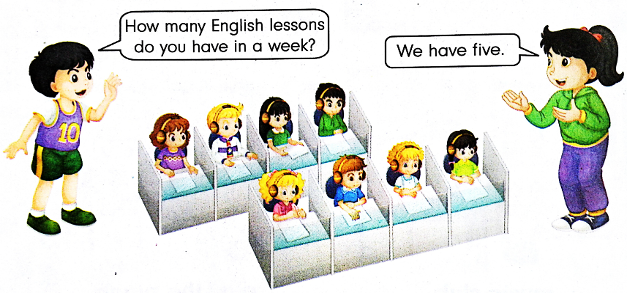 How many English lessons
do you have in a week?
We have five.
10